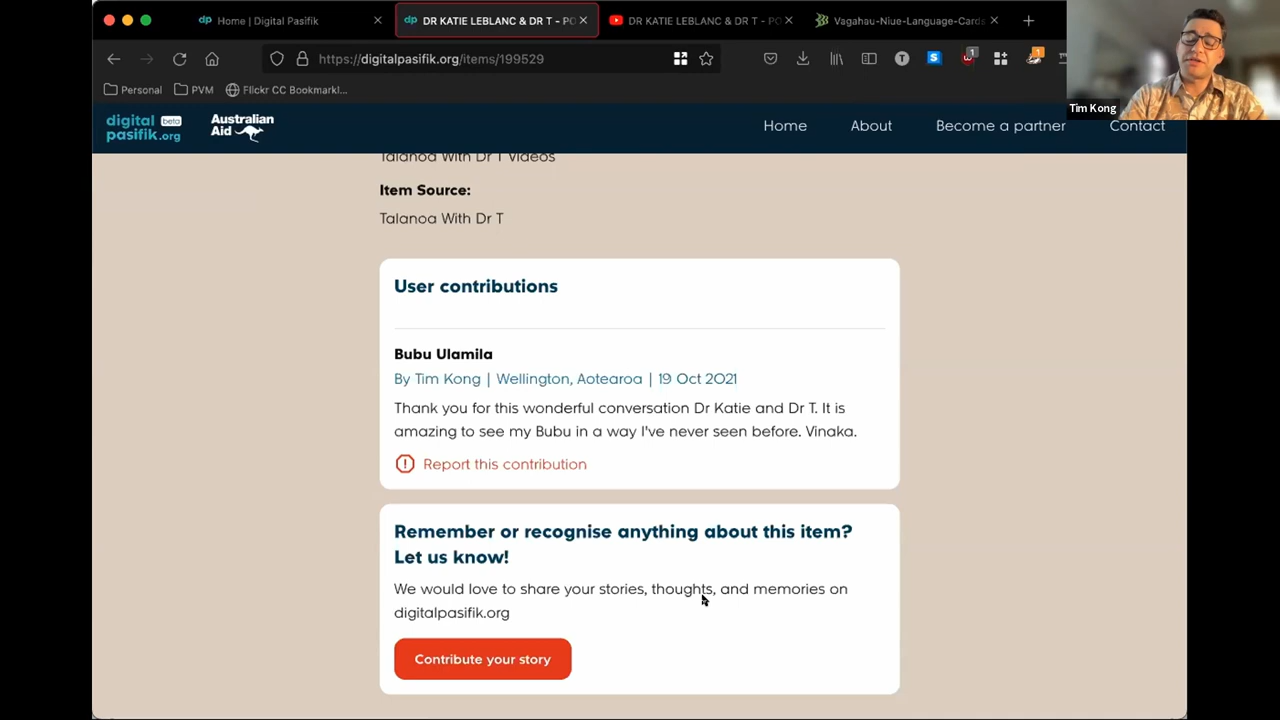 Home | Digital Pasifik
DR KATIE LEBLANC & DR T - PO
DR KATIE LEBLANC & DR T - PO
Vagahau-Niue-Language-Cards
https://digitalpasifik.org/items/199529
T
S
1
1
Personal
PVM
Flickr CC Bookmarkl...
Tim Kong
digital beta
pasifik.org
Australian
Aid
Home
About
Become a partner
Contact
Talanoa With Dr T Videos
Item Source:
Talanoa With Dr T
User contributions
Bubu Ulamila
By Tim Kong | Wellington, Aotearoa | 19 Oct 2021
Thank you for this wonderful conversation Dr Katie and Dr T. It is
amazing to see my Bubu in a way I've never seen before. Vinaka.
Report this contribution
Remember or recognise anything about this item?
Let us know!
We would love to share your stories, thoughts, and memories on
digitalpasifik.org
Contribute your story